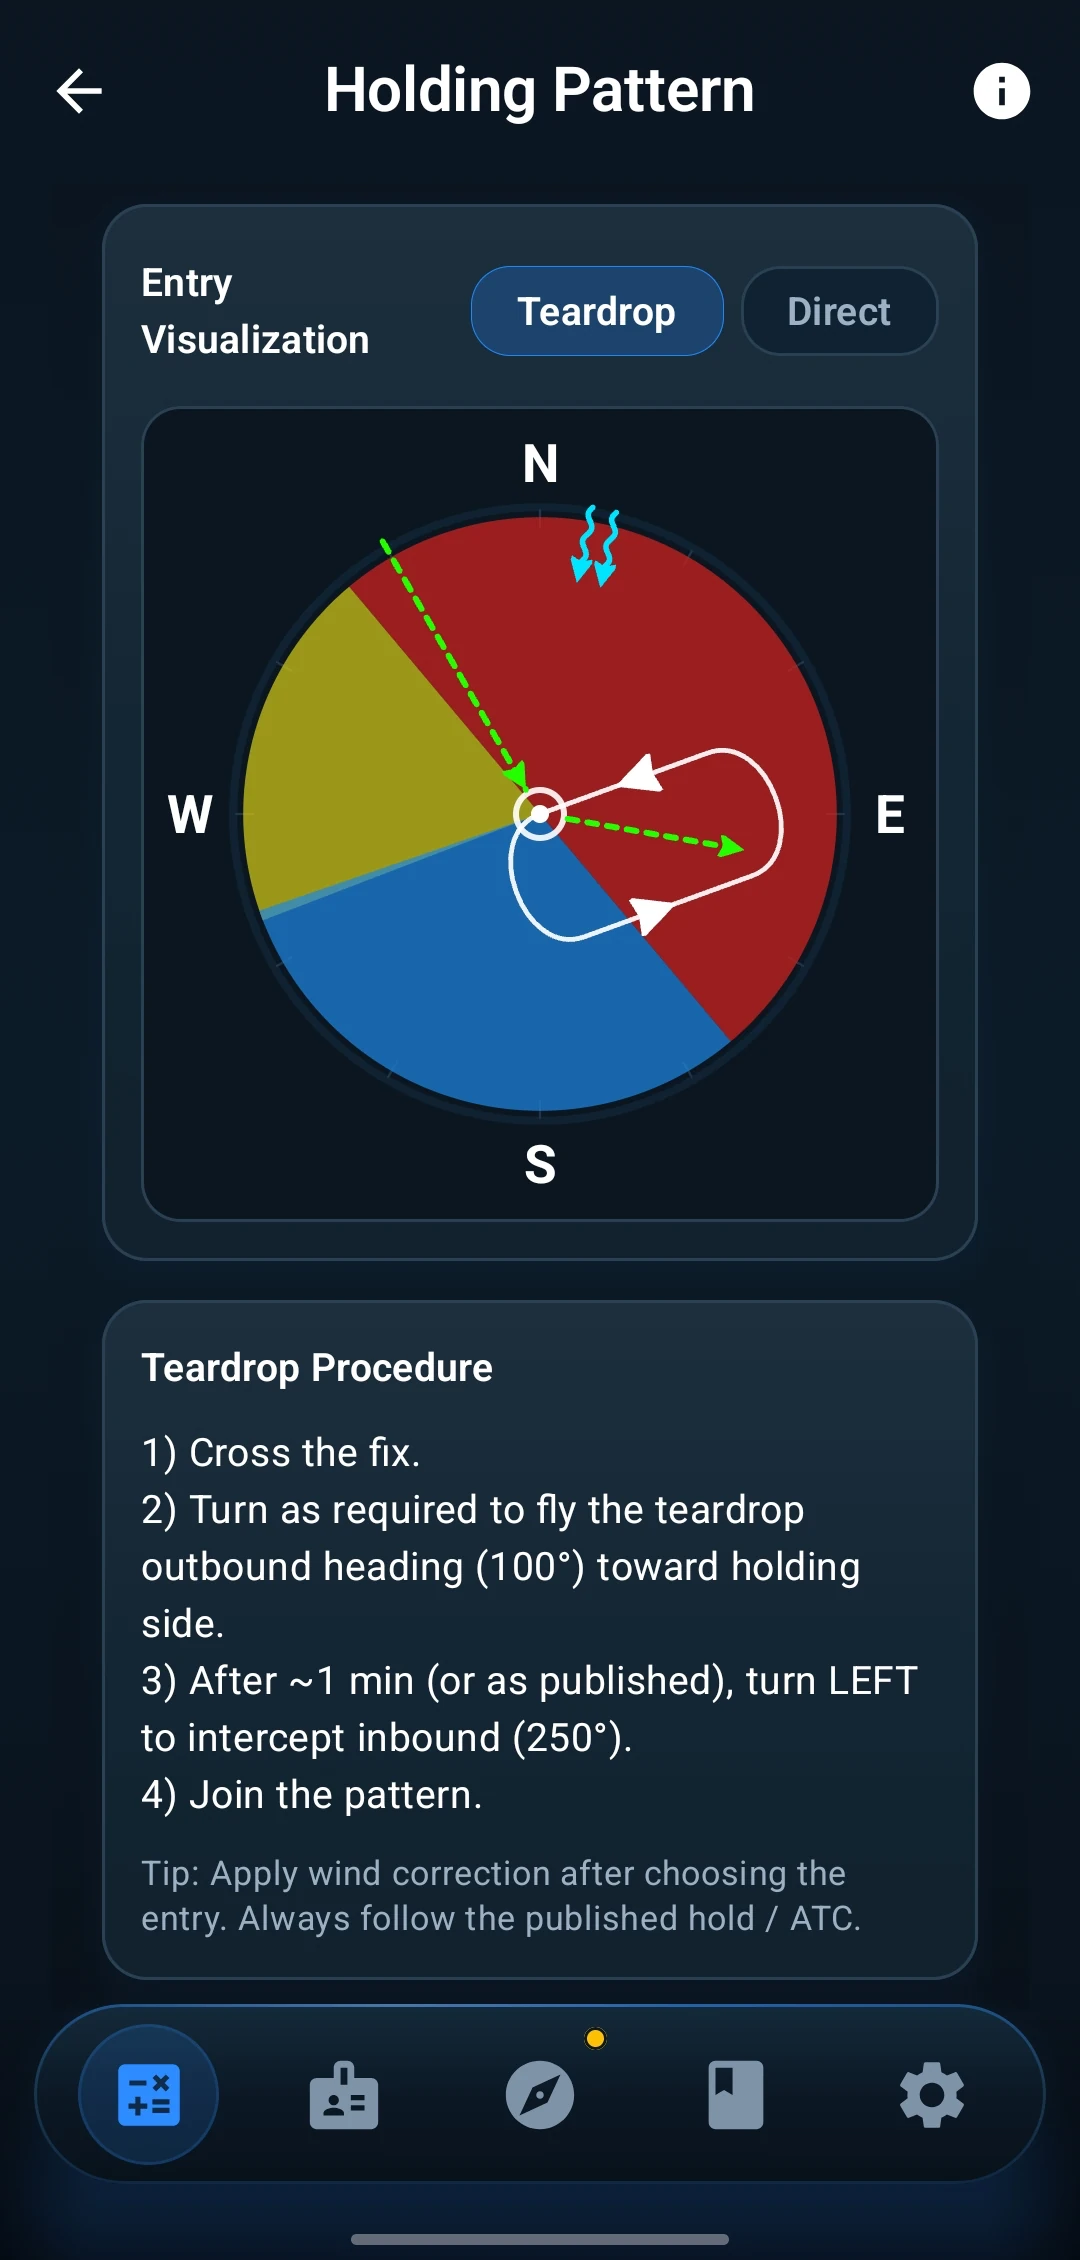 Holding Pattern
Entry
Visualization
Teardrop
Direct
N
W
E
S
Teardrop Procedure
1) Cross the fix.
2) Turn as required to fly the teardrop
outbound heading (100°) toward holding
side.
3) After ~1 min (or as published), turn LEFT
to intercept inbound (250°).
4) Join the pattern.
Tip: Apply wind correction after choosing the
entry. Always follow the published hold / ATC.